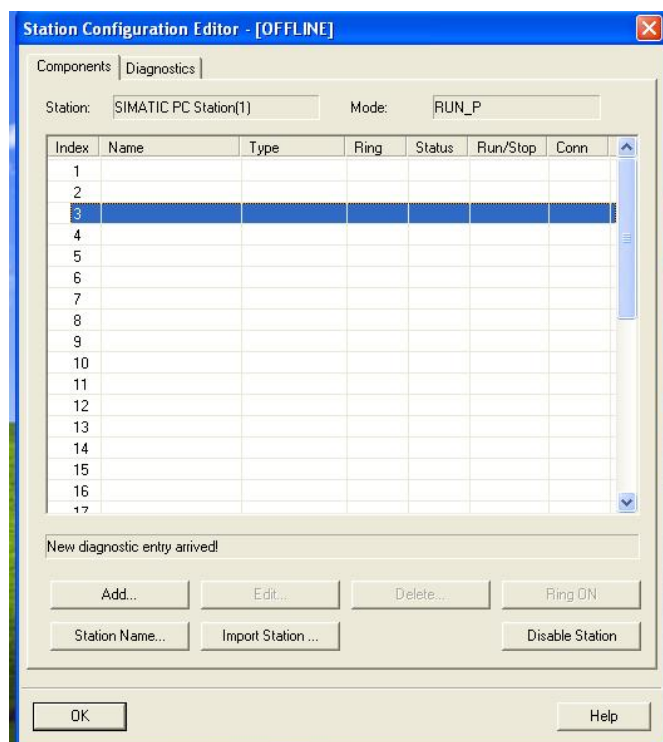 Station Configuration Editor - [OFFLINE]
Components Diagnostics
Station: SIMATIC PC Station(1) Mode: RUN_P
Index Name Type Ring Status Run/Stop Conn
1
2
3
4
5
6
7
8
9
10
11
12
13
14
15
16
17
New diagnostic entry arrived!
Add... Edit... Delete... Ring ON
Station Name... Import Station ... Disable Station
OK Help